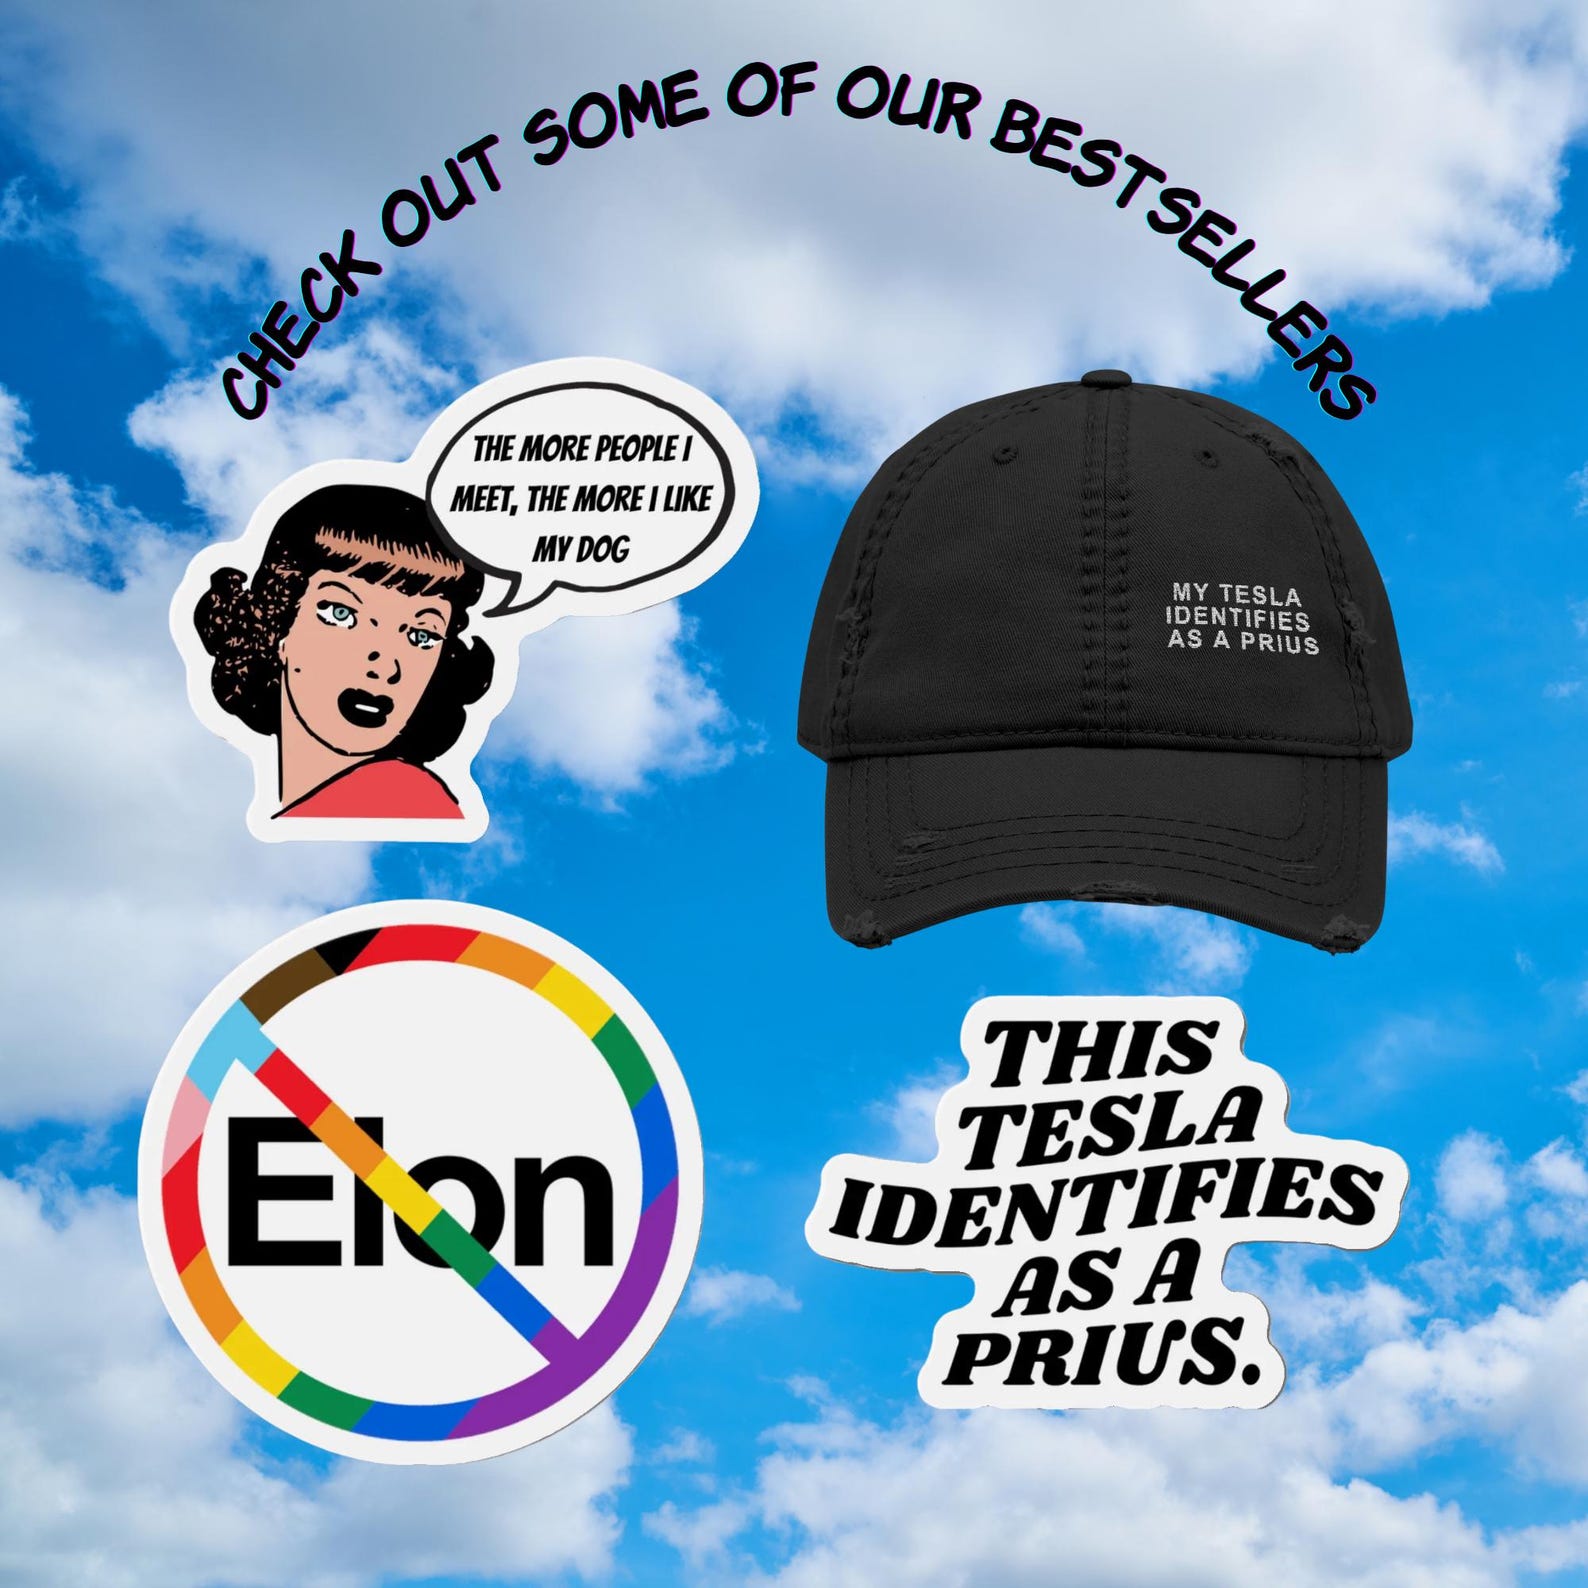 CHECK OUT SOME OF OUR BESTSELLERS
THE MORE PEOPLE I
MEET, THE MORE I LIKE
MY DOG
MY TESLA
IDENTIFIES
AS A PRIUS
Elon
THIS
TESLA
IDENTIFIES
AS A
PRIUS.